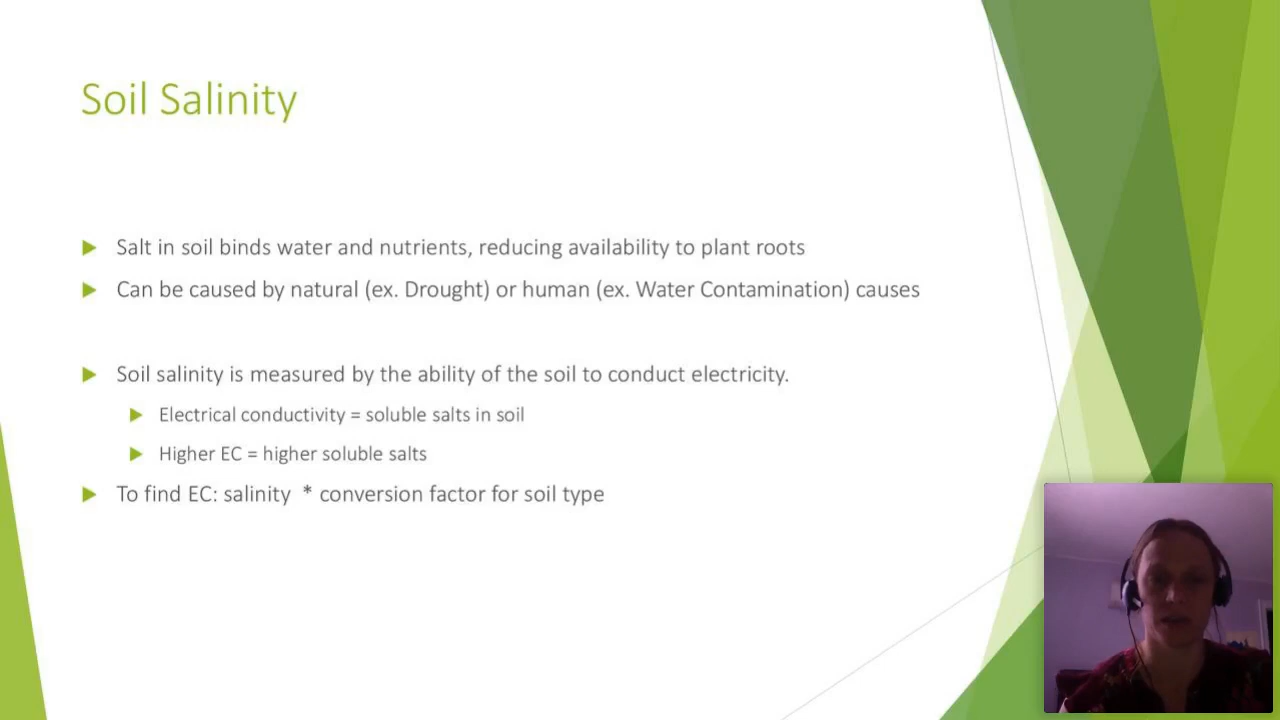 Soil Salinity
Salt in soil binds water and nutrients, reducing availability to plant roots
Can be caused by natural (ex. Drought) or human (ex. Water Contamination) causes
Soil salinity is measured by the ability of the soil to conduct electricity.
Electrical conductivity = soluble salts in soil
Higher EC = higher soluble salts
To find EC: salinity * conversion factor for soil type